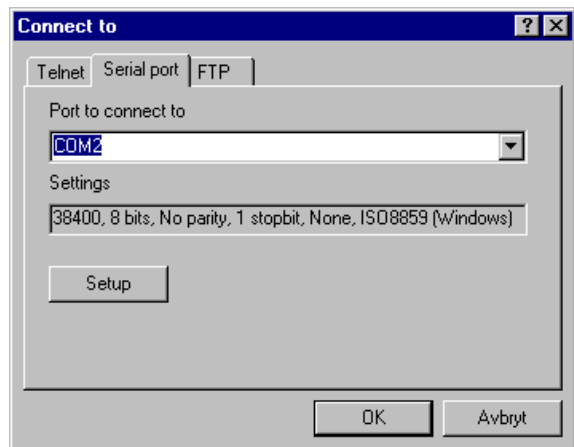 Connect to
Telnet Serial port FTP
Port to connect to
COM2
Settings
38400, 8 bits, No parity, 1 stopbit, None, ISO8859 (Windows)
Setup
OK Avbryt